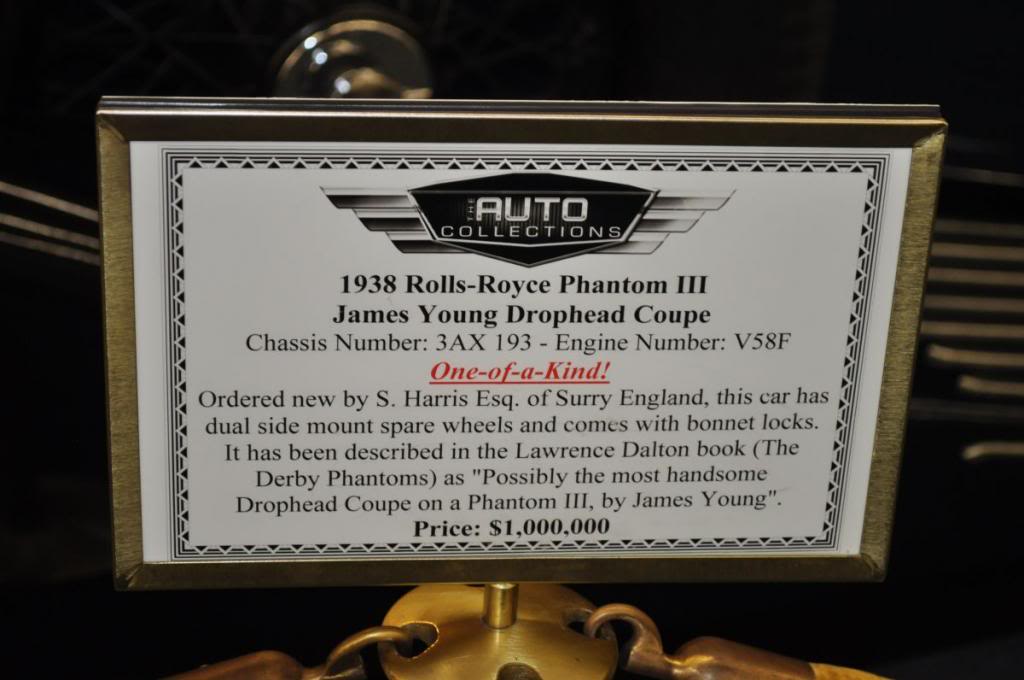 THE AUTO
COLLECTIONS
1938 Rolls-Royce Phantom III
James Young Drophead Coupe
Chassis Number: 3AX 193 - Engine Number: V58F
One-of-a-Kind!
Ordered new by S. Harris Esq. of Surry England, this car has
dual side mount spare wheels and comes with bonnet locks.
It has been described in the Lawrence Dalton book (The
Derby Phantoms) as "Possibly the most handsome
Drophead Coupe on a Phantom III, by James Young".
Price: $1,000,000